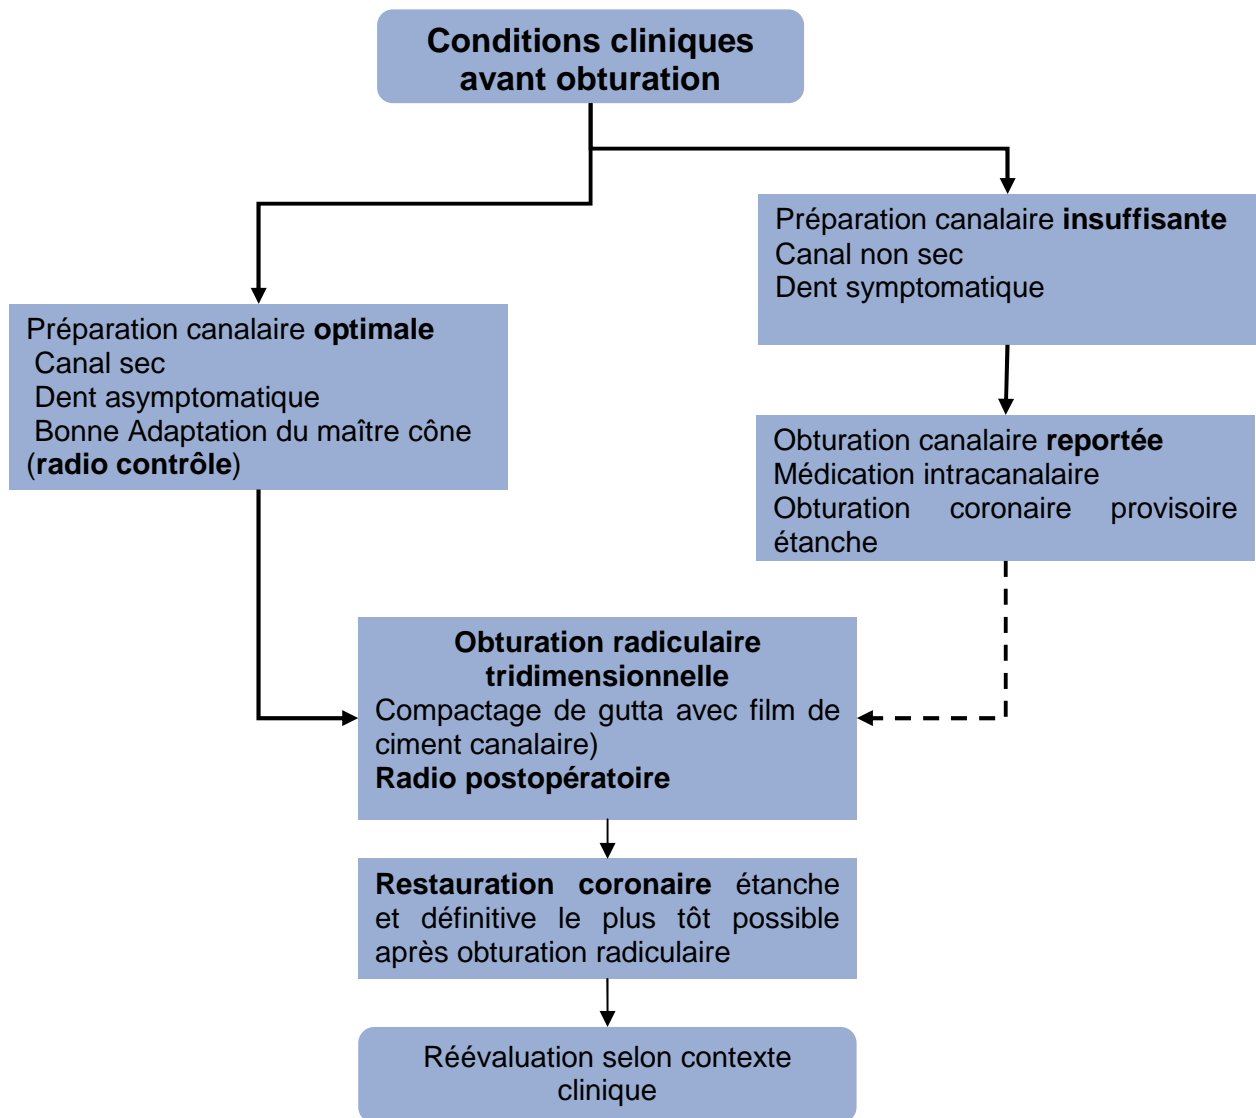 Conditions cliniques
avant obturation
Préparation canalaire insuffisante
Canal non sec
Dent symptomatique
Préparation canalaire optimale
Canal sec
Dent asymptomatique
Bonne Adaptation du maître cône
(radio contrôle)
Obturation canalaire reportée
Médication intracanalaire
Obturation coronaire provisoire
étanche
Obturation radiculaire
tridimensionnelle
Compactage de gutta avec film de
ciment canalaire)
Radio postopératoire
Restauration coronaire étanche
et définitive le plus tôt possible
après obturation radiculaire
Réévaluation selon contexte
clinique